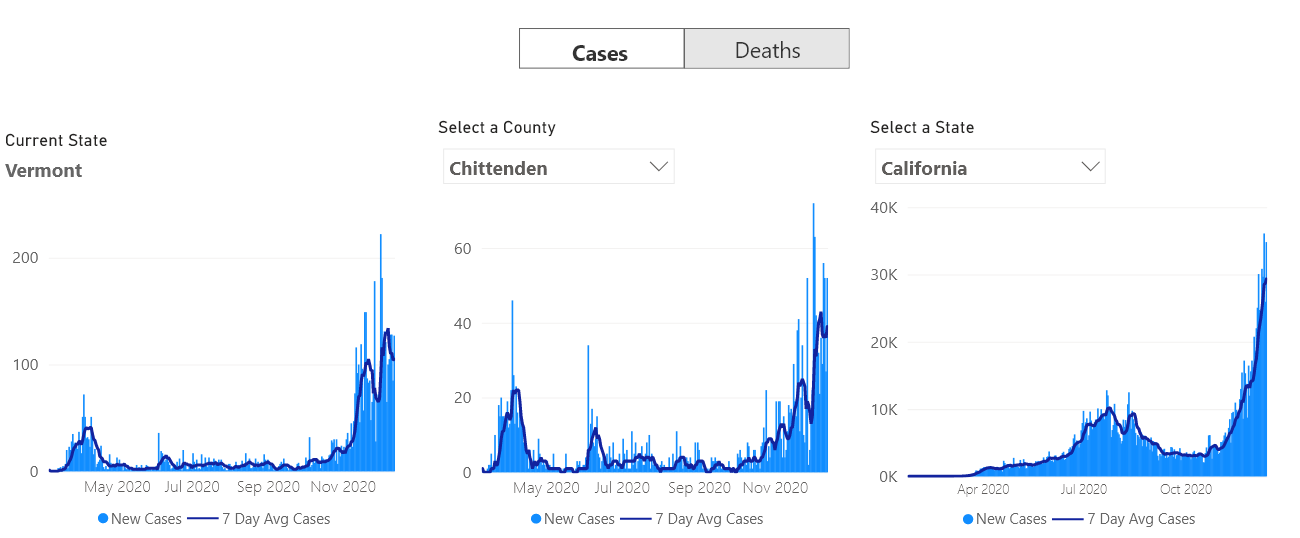 Cases
Deaths
Current State
Vermont
200
100
0
May 2020 Jul 2020 Sep 2020 Nov 2020
New Cases 7 Day Avg Cases
Select a County
Chittenden
60
40
20
0
May 2020 Jul 2020 Sep 2020 Nov 2020
New Cases 7 Day Avg Cases
Select a State
California
40K
30K
20K
10K
0K
Apr 2020 Jul 2020 Oct 2020
New Cases 7 Day Avg Cases